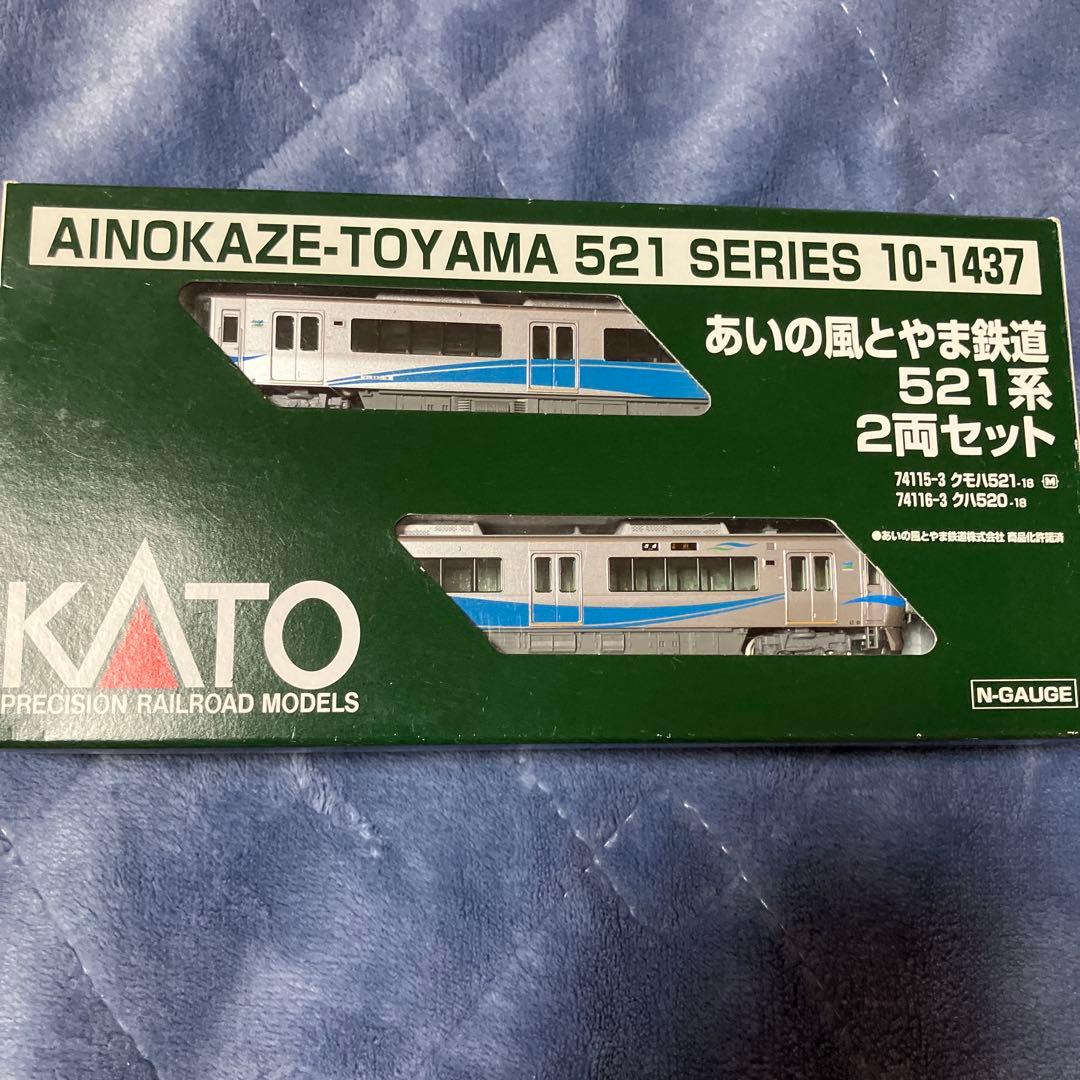 AINOKAZE-TOYAMA 521 SERIES 10-1437
あいの風とやま鉄道
521系
2両セット
74115-3 クモハ521-18 M
74116-3 クハ520-18
●あいの風とやま鉄道株式会社 商品化許諾済
KATO
PRECISION RAILROAD MODELS
N-GAUGE